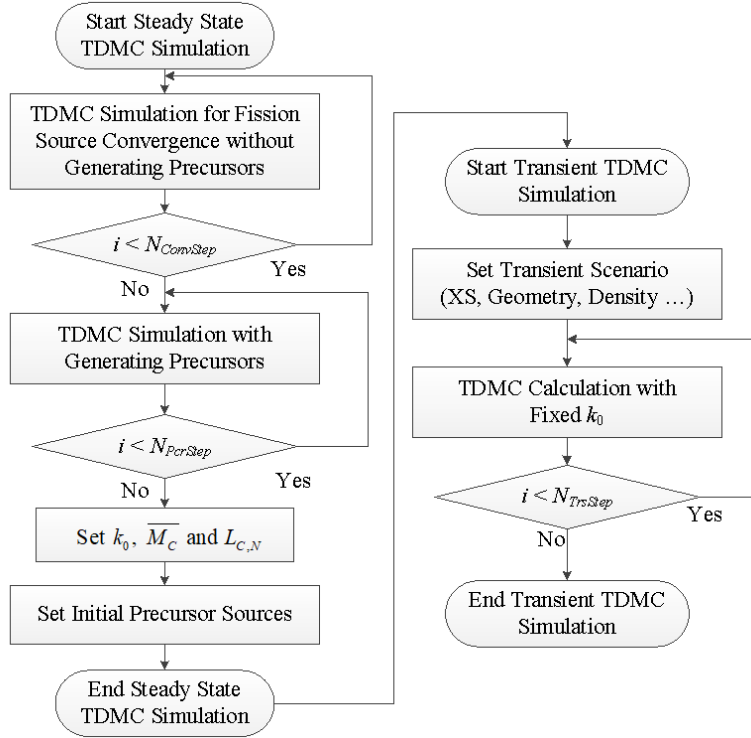 Start Steady State
TDMC Simulation
TDMC Simulation for Fission
Source Convergence without
Generating Precursors
i < N_ConvStep
Yes
No
TDMC Simulation with
Generating Precursors
i < N_PcrStep
Yes
No
Set k₀, M̅_C̅ and L_C,N
Set Initial Precursor Sources
End Steady State
TDMC Simulation
Start Transient TDMC
Simulation
Set Transient Scenario
(XS, Geometry, Density ...)
TDMC Calculation with
Fixed k₀
i < N_TrsStep
Yes
No
End Transient TDMC
Simulation